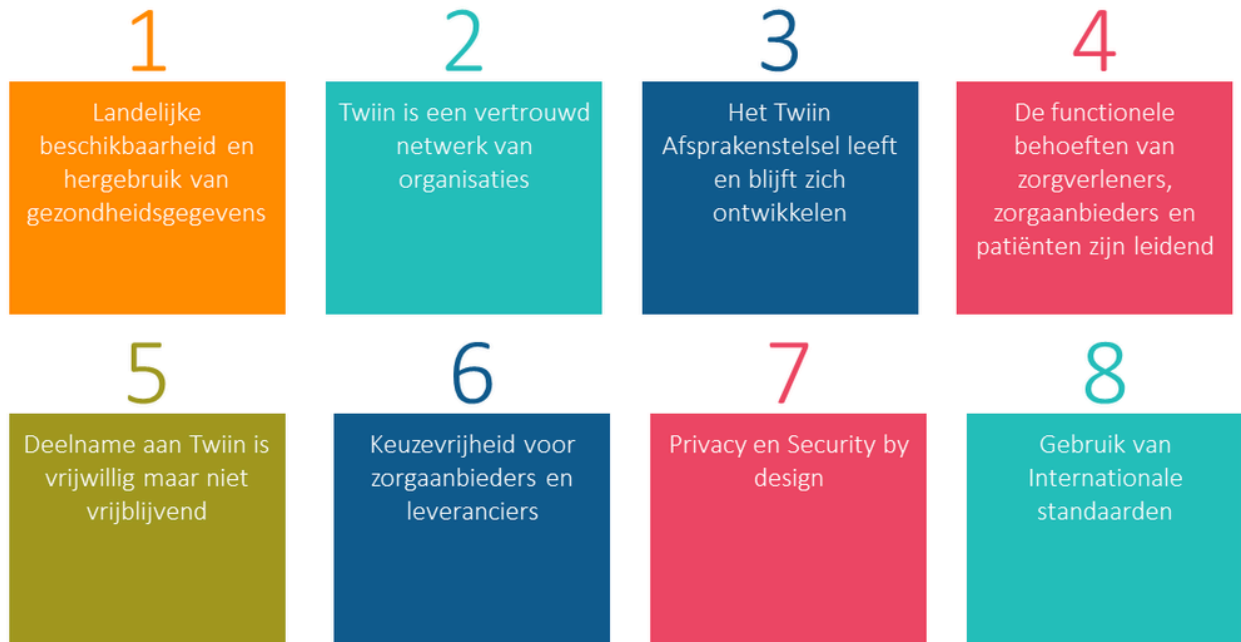 1
Landelijke
beschikbaarheid en
hergebruik van
gezondheidsgegevens
2
Twiin is een vertrouwd
netwerk van
organisaties
3
Het Twiin
Afsprakenstelsel leeft
en blijft zich
ontwikkelen
4
De functionele
behoeften van
zorgverleners,
zorgaanbieders en
patiënten zijn leidend
5
Deelname aan Twiin is
vrijwillig maar niet
vrijblijvend
6
Keuzevrijheid voor
zorgaanbieders en
leveranciers
7
Privacy en Security by
design
8
Gebruik van
Internationale
standaarden